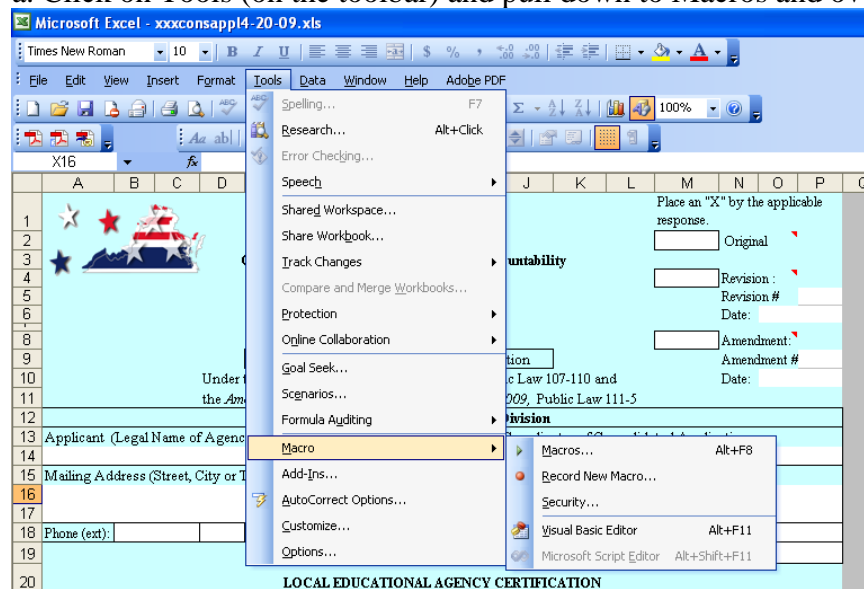 a. Click on Tools (on the toolbar) and pull down to Macros and ov
Microsoft Excel - xxxconsappl4-20-09.xls
Times New Roman 10 B I U $ % ,
File Edit View Insert Format Tools Data Window Help Adobe PDF
100%
X16 fx
A B C D J K L M N O P
Spelling... F7
Research... Alt+Click
Error Checking...
Speech
Shared Workspace...
Share Workbook...
Track Changes
Compare and Merge Workbooks...
Protection
Online Collaboration
Goal Seek...
Scenarios...
Formula Auditing
Macro
Add-Ins...
AutoCorrect Options...
Customize...
Options...
Macros... Alt+F8
Record New Macro...
Security...
Visual Basic Editor Alt+F11
Microsoft Script Editor Alt+Shift+F11
1 Place an "X" by the applicable
response.
2 Original
3 untability
4 Revision :
5 Revision #
6 Date:
8 Amendment:
9 tion Amendment #
10 Under c Law 107-110 and Date:
11 the Am 009, Public Law 111-5
12 Division
13 Applicant (Legal Name of Agenc
14
15 Mailing Address (Street, City or T
16
17
18 Phone (ext):
19
20 LOCAL EDUCATIONAL AGENCY CERTIFICATION